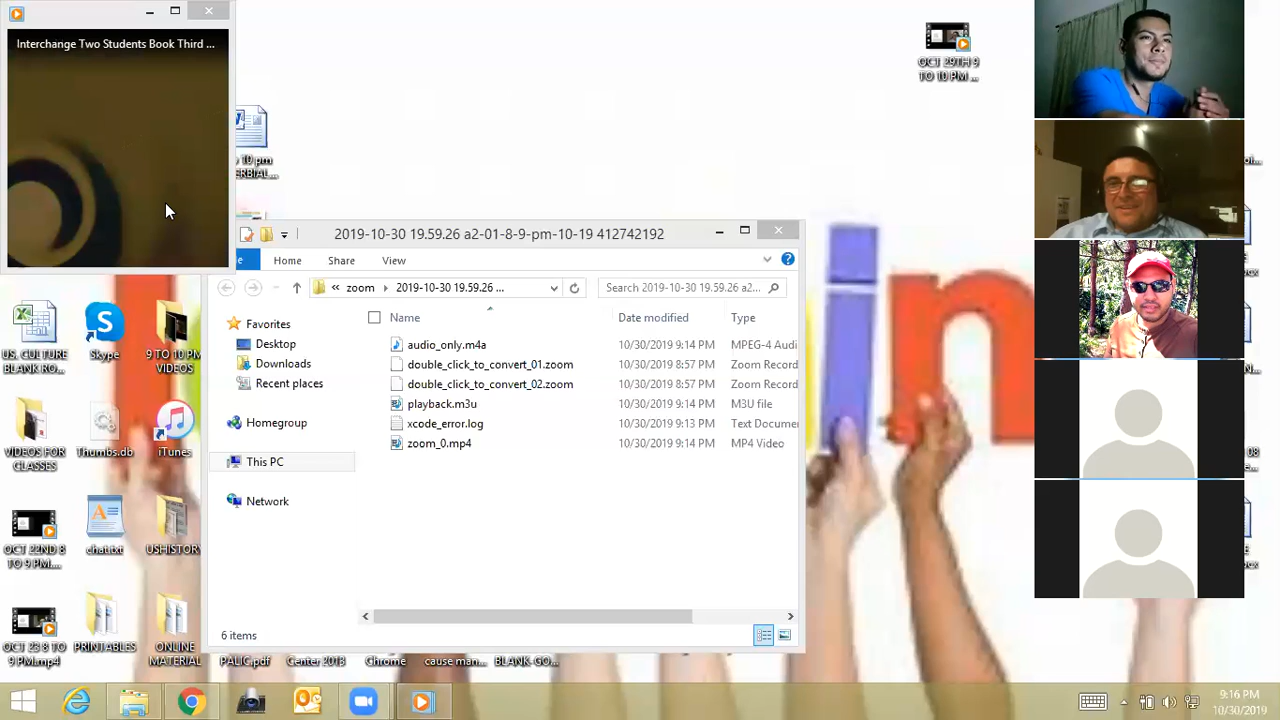 Interchange Two Students Book Third ...
OCT 29TH 9
TO 10 PM ...
10 pm
ERBIAL...
2019-10-30 19.59.26 a2-01-8-9-pm-10-19 412742192
Home Share View
zoom 2019-10-30 19.59.26 ...
Search 2019-10-30 19.59.26 a2...
Name Date modified Type
Favorites
Desktop
Downloads
Recent places
Homegroup
This PC
Network
audio_only.m4a 10/30/2019 9:14 PM MPEG-4 Audi
double_click_to_convert_01.zoom 10/30/2019 8:57 PM Zoom Record
double_click_to_convert_02.zoom 10/30/2019 8:57 PM Zoom Record
playback.m3u 10/30/2019 9:14 PM M3U file
xcode_error.log 10/30/2019 9:13 PM Text Docume
zoom_0.mp4 10/30/2019 9:14 PM MP4 Video
6 items
US. CULTURE
BLANK RO...
Skype
9 TO 10 PM
VIDEOS
VIDEOS FOR
CLASSES
Thumbs.db
iTunes
OCT 22ND 8
TO 9 PM....
chat.txt
USHISTORY
OCT 23 8 TO
9 PM.mp4
PRINTABLES
ONLINE
MATERIAL
PALIC.pdf
Center 2013
Chrome
cause man...
BLANK-GO...
in
9:16 PM
10/30/2019